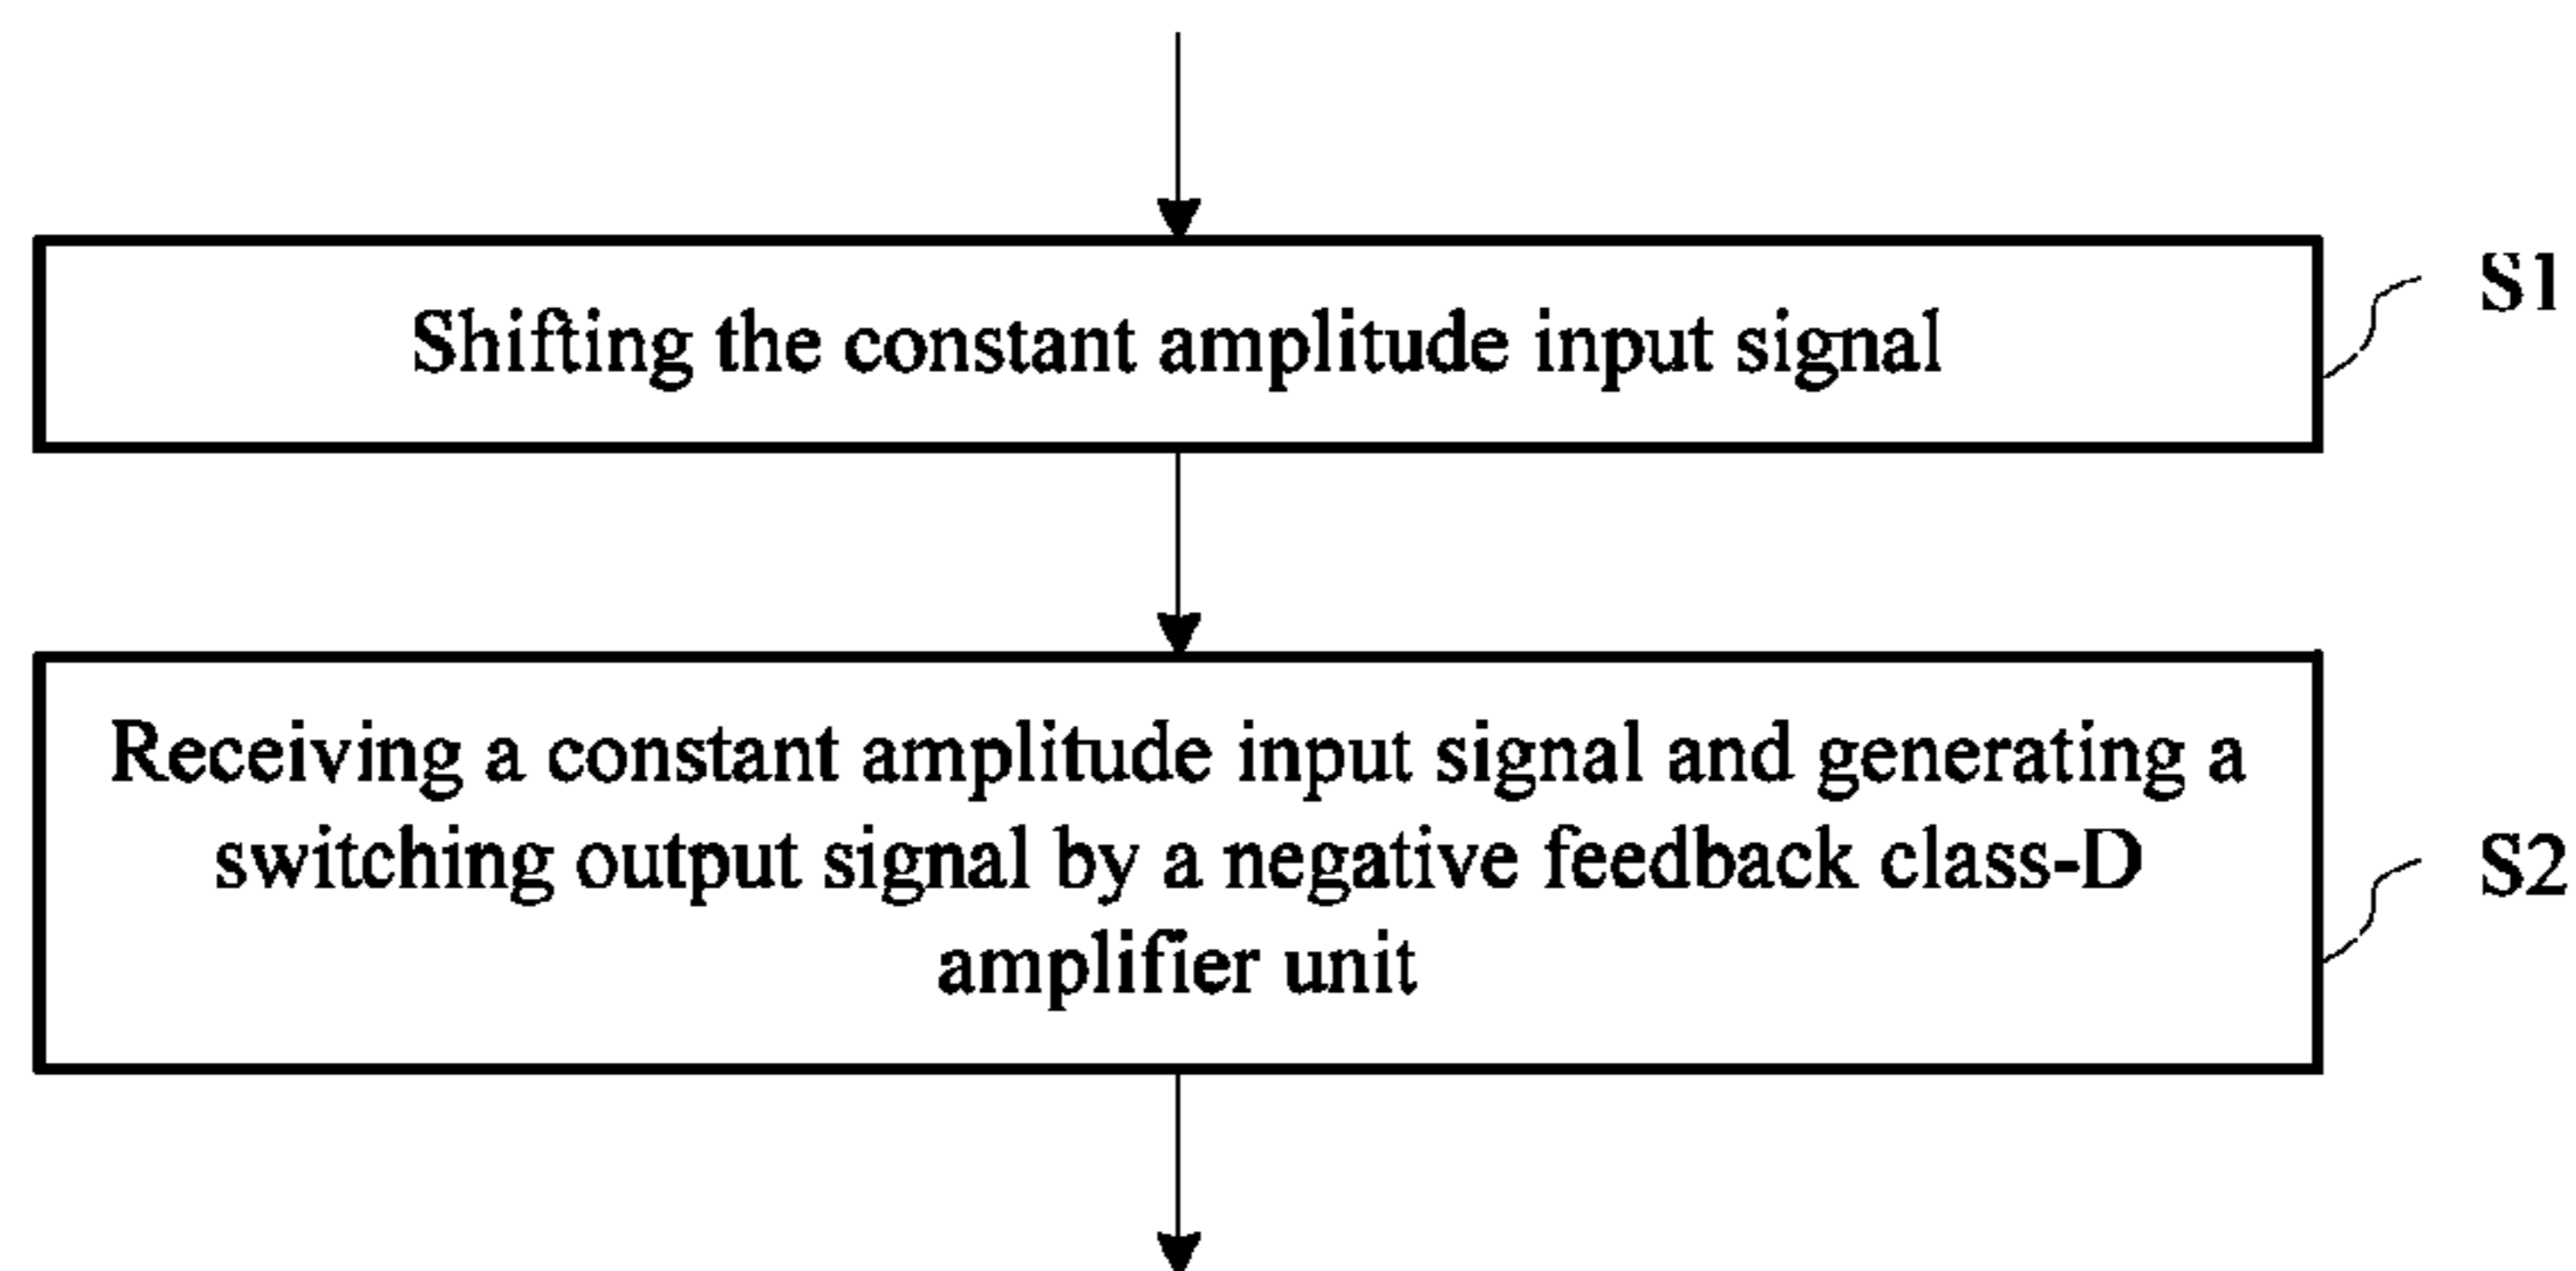 Shifting the constant amplitude input signal
S1
Receiving a constant amplitude input signal and generating a
switching output signal by a negative feedback class-D
amplifier unit
S2